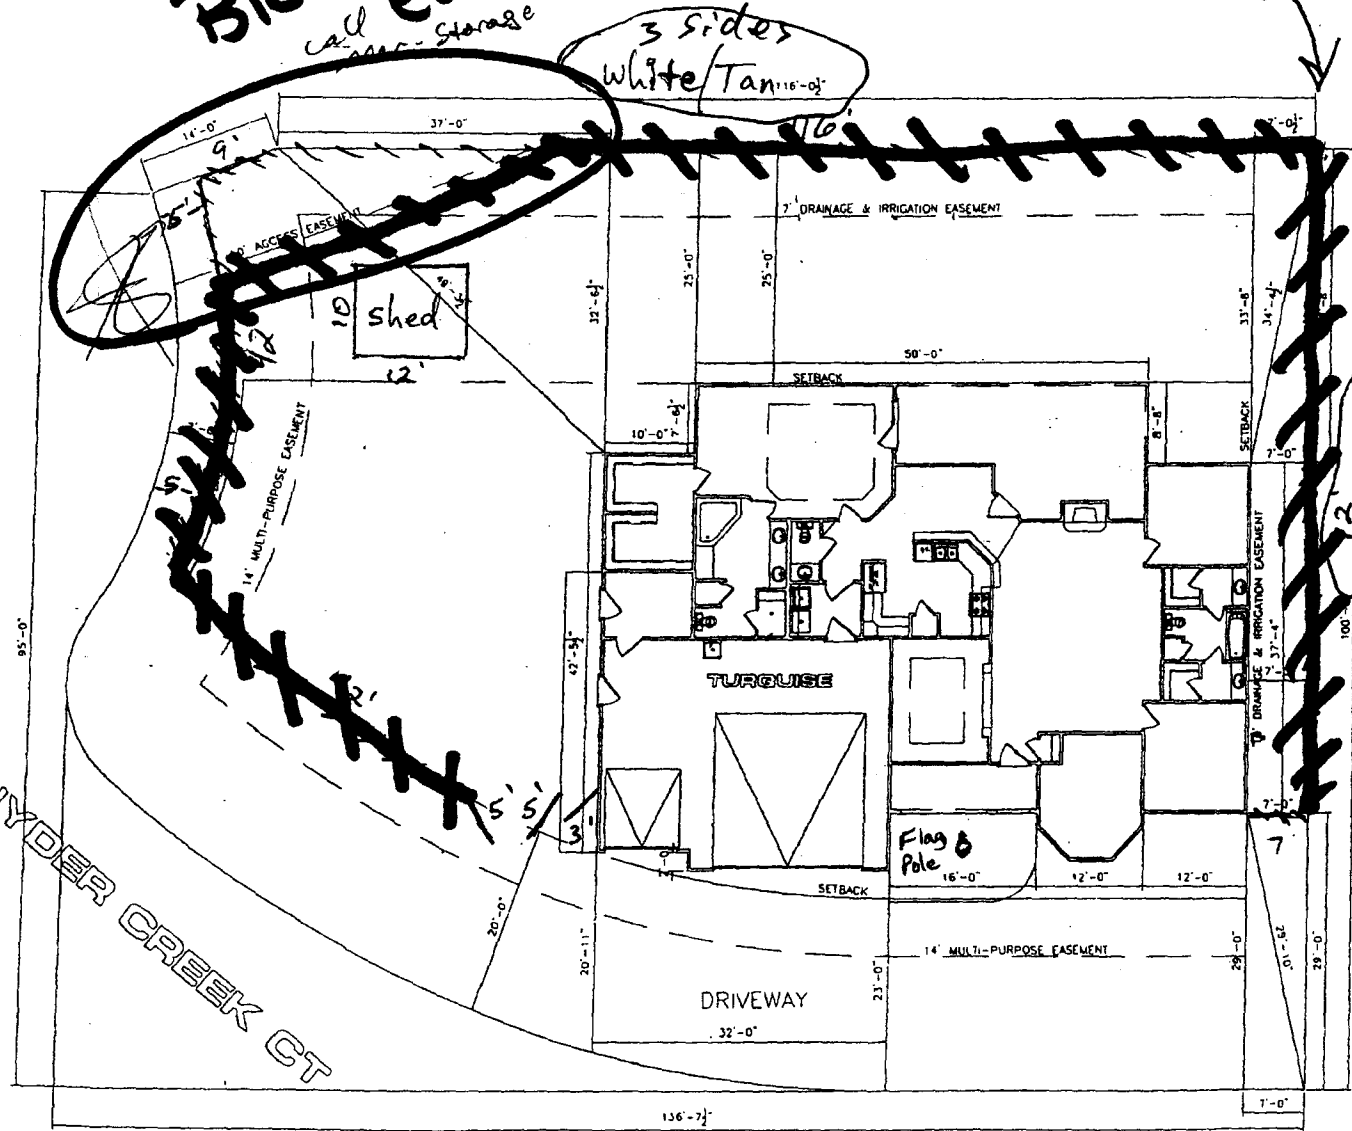 call
Storage
3 sides
White/Tan
116'-0½"
14'-0"
9'
37'-0"
7'-0½"
7' DRAINAGE & IRRIGATION EASEMENT
ACCESS EASEMENT
Shed
10
12'
32'-6½"
25'-0"
25'-0"
33'-8"
34'-4½"
50'-0"
SETBACK
SETBACK
10'-0"
7'-6½"
8'-8"
7'-0"
14' MULTI-PURPOSE EASEMENT
95'-0"
42'-5½"
TURQUISE
DRAINAGE & IRRIGATION EASEMENT
37'-4"
7'-0"
5'
5'
3'
7
Flag
Pole
16'-0"
12'-0"
12'-0"
SETBACK
20'-0"
20'-11"
23'-0"
29'-0"
29'-10"
29'-0"
14' MULTI-PURPOSE EASEMENT
DRIVEWAY
32'-0"
CREEK CT
7'-0"
136'-7½"